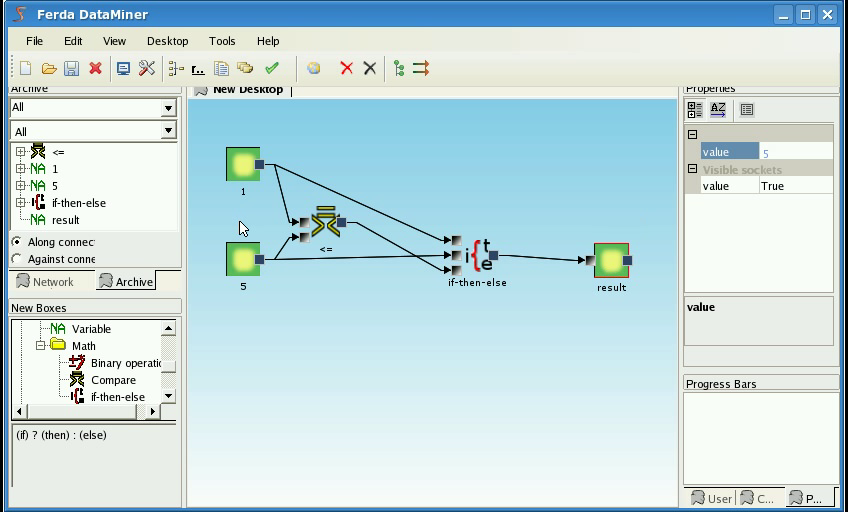 Ferda DataMiner
File Edit View Desktop Tools Help
Archive
All
All
<=
NA 1
NA 5
if-then-else
NA result
Along connec
Against conne
Network Archive
New Boxes
NA Variable
Math
Binary operatio
Compare
if-then-else
(if) ? (then) : (else)
New Desktop
1
<=
5
i{te
if-then-else
result
Properties
AZ
value 5
Visible sockets
value True
value
Progress Bars
User C... P...